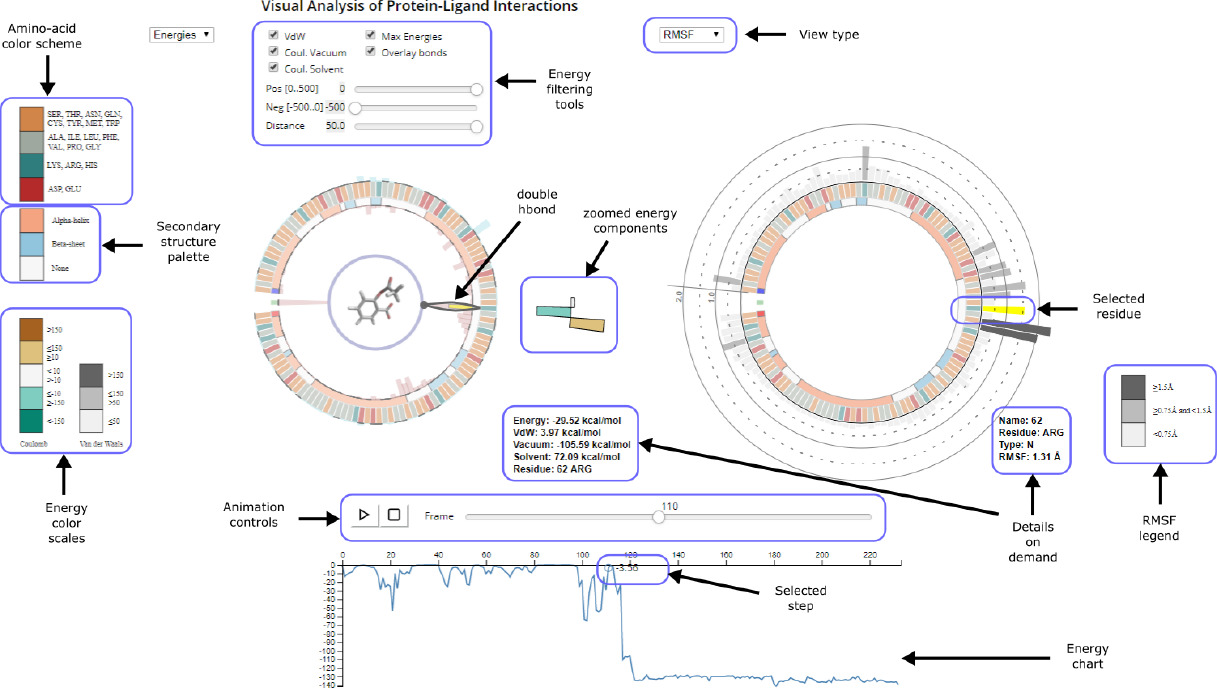 Visual Analysis of Protein-Ligand Interactions
Amino-acid
color scheme
Energies ▼
VdW
Max Energies
Coul. Vacuum
Overlay bonds
Coul. Solvent
Pos [0..500] 0
Neg [-500..0] -500
Distance 50.0
Energy
filtering
tools
RMSF ▼
View type
SER, THR, ASN, GLN,
CYS, TYR, MET, TRP
ALA, ILE, LEU, PHE,
VAL, PRO, GLY
LYS, ARG, HIS
ASP, GLU
Alpha-helix
Beta-sheet
None
Secondary
structure
palette
double
hbond
zoomed energy
components
2.0
1.0
Selected
residue
>150
≤150
≥10
<10
>-10
≤-10
≥-150
<-150
Coulomb
>150
≤150
>50
≤50
Van der Waals
Energy
color
scales
Energy: -29.52 kcal/mol
VdW: 3.97 kcal/mol
Vacuum: -105.59 kcal/mol
Solvent: 72.09 kcal/mol
Residue: 62 ARG
Name: 62
Residue: ARG
Type: N
RMSF: 1.31 Å
≥1.5Å
≥0.75Å and <1.5Å
<0.75Å
RMSF
legend
Details
on
demand
Animation
controls
Frame
110
0 20 40 60 80 100 120 140 160 180 200 220
0
-10
-20
-30
-40
-50
-60
-70
-80
-90
-100
-110
-120
-130
-140
-3.56
Selected
step
Energy
chart